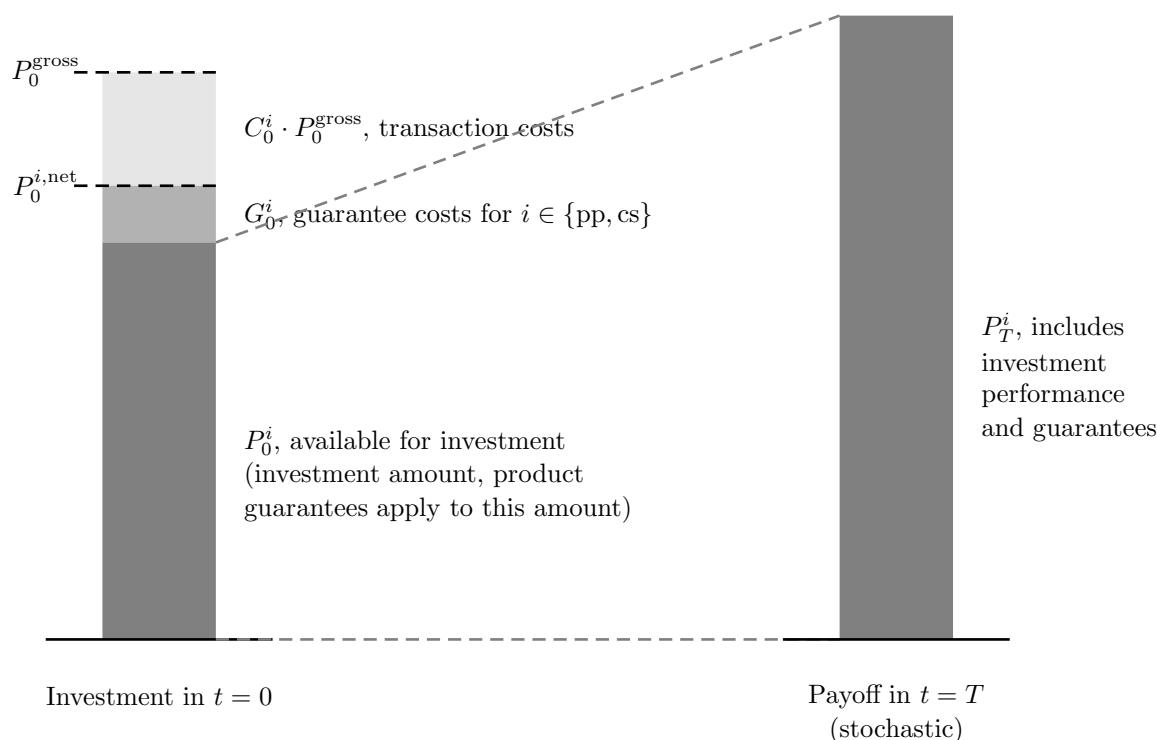 P_0^gross
C_0^i · P_0^gross, transaction costs
P_0^{i,net}
G_0^i, guarantee costs for i ∈ {pp, cs}
P_T^i, includes
investment
performance
and guarantees
P_0^i, available for investment
(investment amount, product
guarantees apply to this amount)
Investment in t = 0
Payoff in t = T
(stochastic)